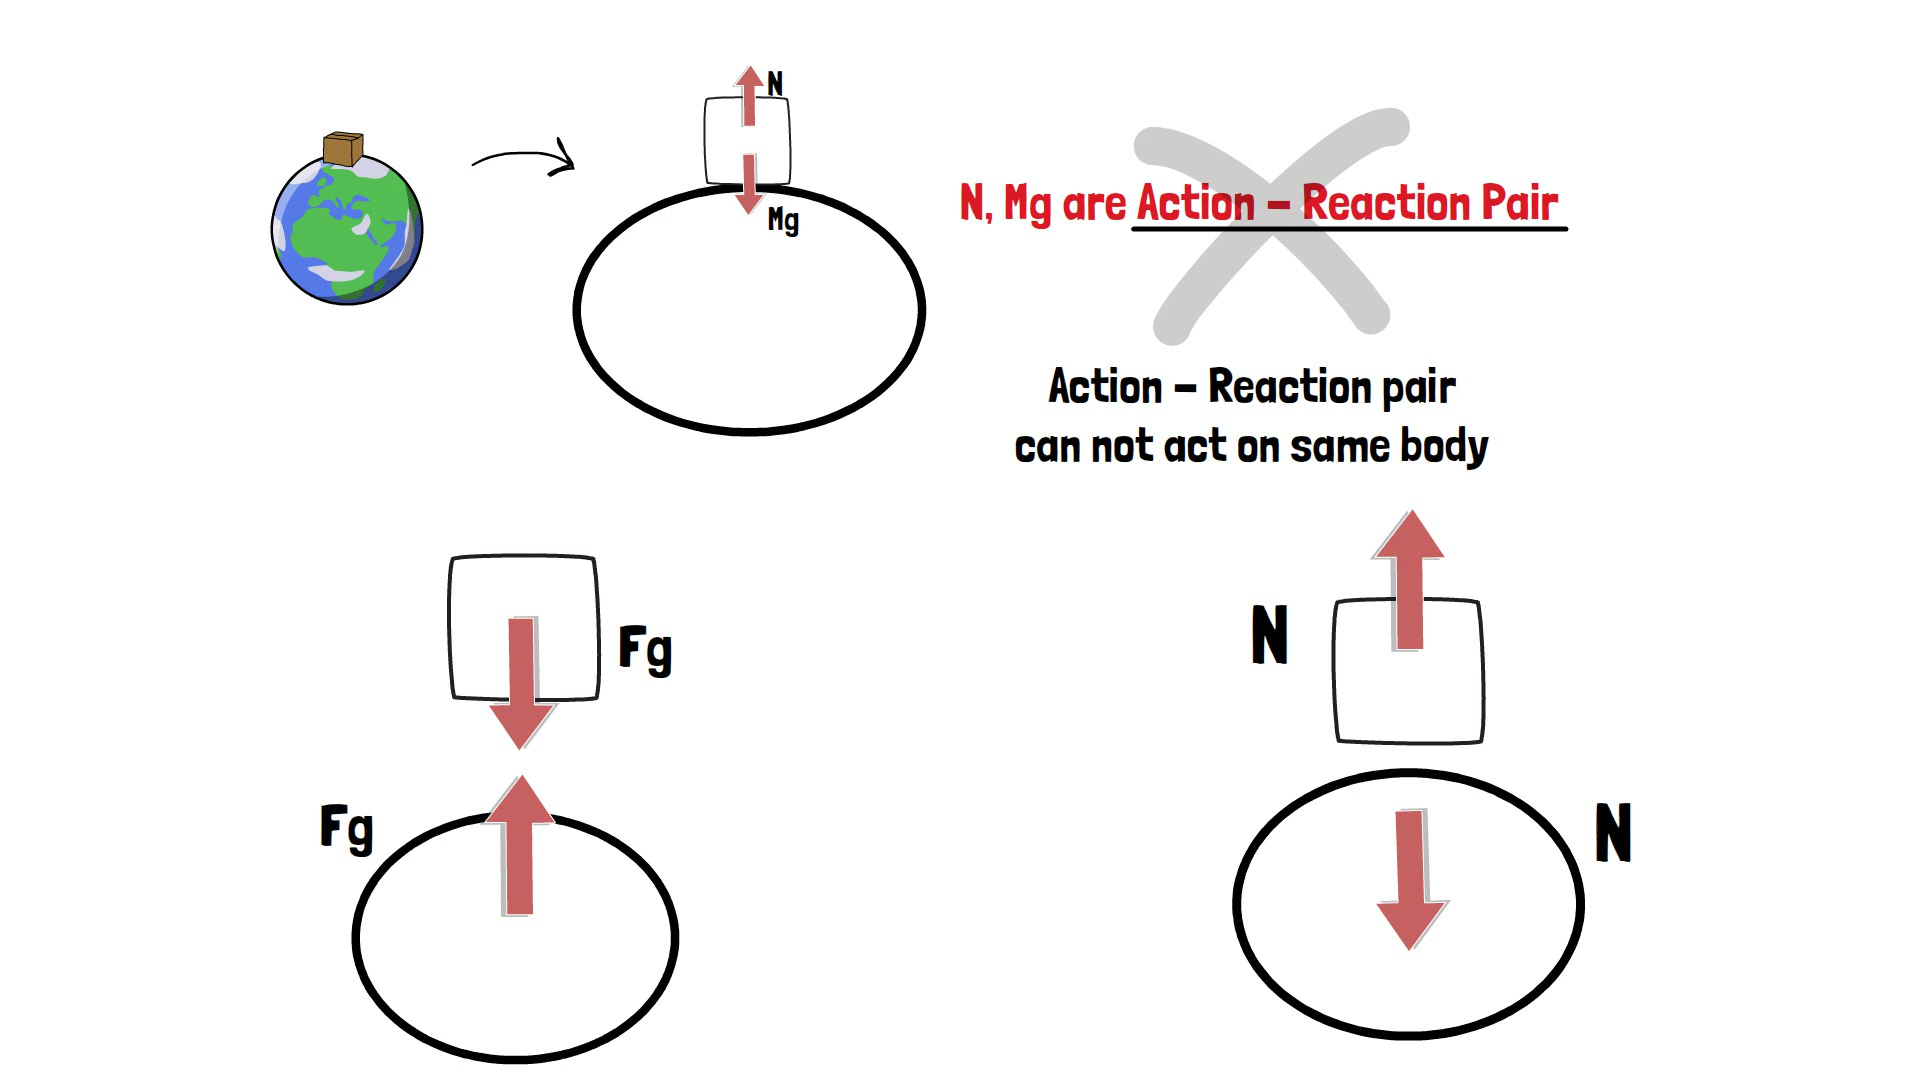 N
Mg
N, Mg are Action – Reaction Pair
Action – Reaction pair
can not act on same body
Fg
Fg
N
N